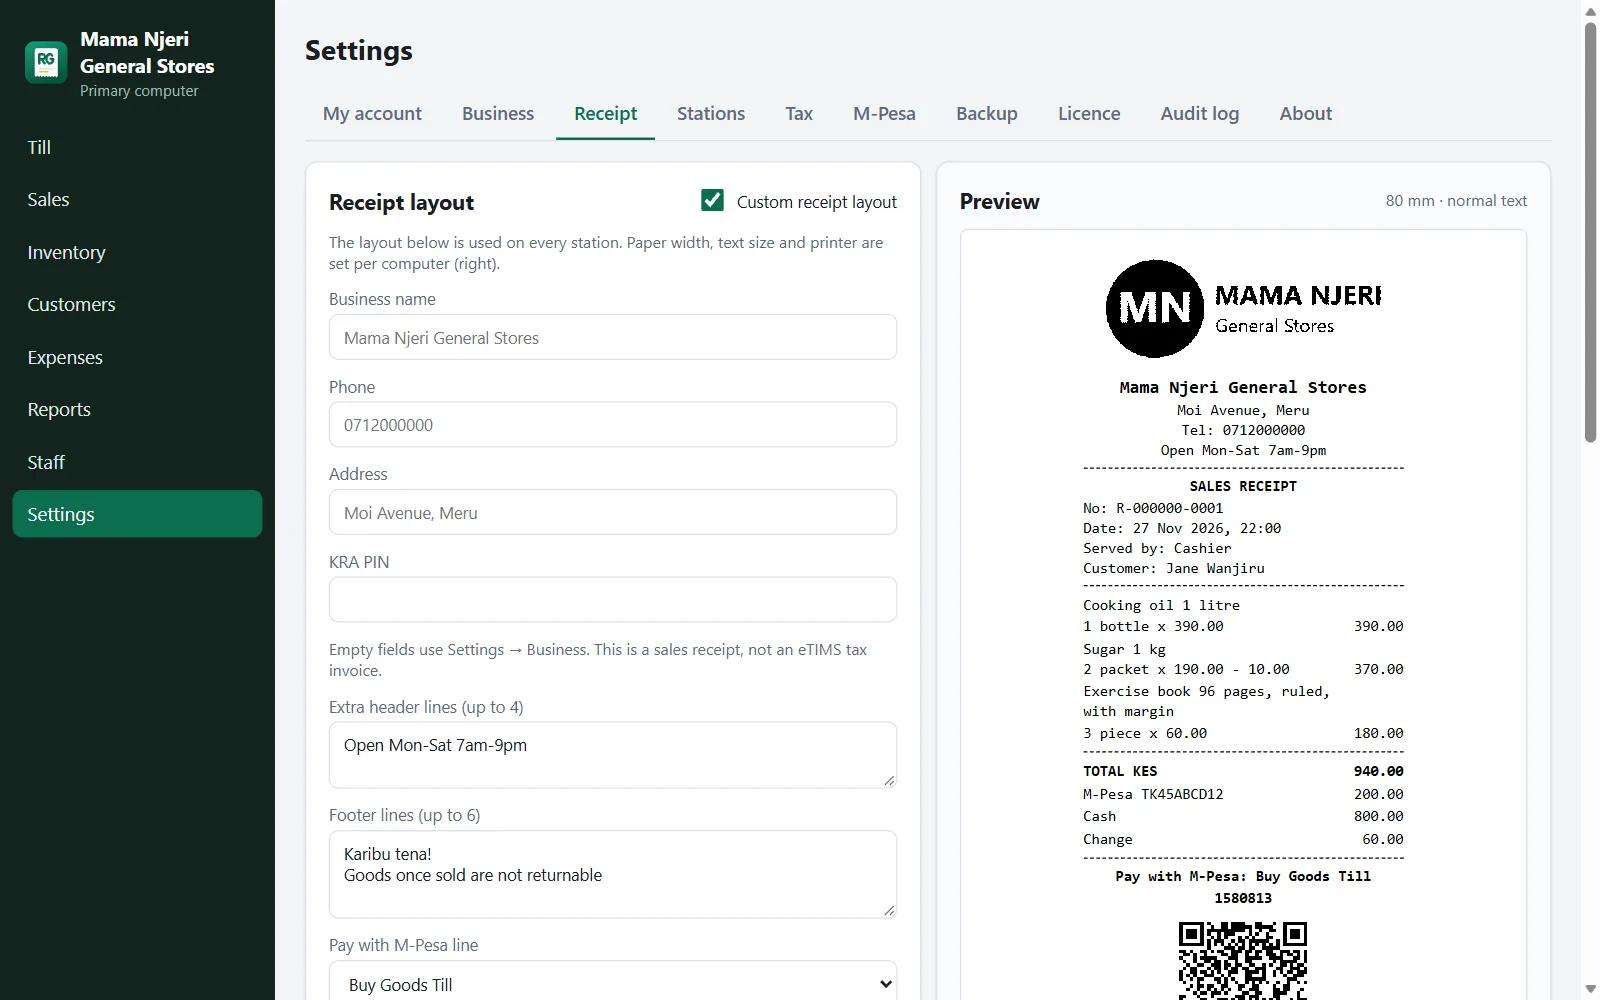 RG
Mama Njeri
General Stores
Primary computer
Till
Sales
Inventory
Customers
Expenses
Reports
Staff
Settings
Settings
My account
Business
Receipt
Stations
Tax
M-Pesa
Backup
Licence
Audit log
About
Receipt layout
Custom receipt layout
The layout below is used on every station. Paper width, text size and printer are
set per computer (right).
Business name
Mama Njeri General Stores
Phone
0712000000
Address
Moi Avenue, Meru
KRA PIN
Empty fields use Settings → Business. This is a sales receipt, not an eTIMS tax
invoice.
Extra header lines (up to 4)
Open Mon-Sat 7am-9pm
Footer lines (up to 6)
Karibu tena!
Goods once sold are not returnable
Pay with M-Pesa line
Buy Goods Till
Preview
80 mm · normal text
MN
MAMA NJERI
General Stores
Mama Njeri General Stores
Moi Avenue, Meru
Tel: 0712000000
Open Mon-Sat 7am-9pm
SALES RECEIPT
No: R-000000-0001
Date: 27 Nov 2026, 22:00
Served by: Cashier
Customer: Jane Wanjiru
Cooking oil 1 litre
1 bottle x 390.00 390.00
Sugar 1 kg
2 packet x 190.00 - 10.00 370.00
Exercise book 96 pages, ruled,
with margin
3 piece x 60.00 180.00
TOTAL KES 940.00
M-Pesa TK45ABCD12 200.00
Cash 800.00
Change 60.00
Pay with M-Pesa: Buy Goods Till
1580813